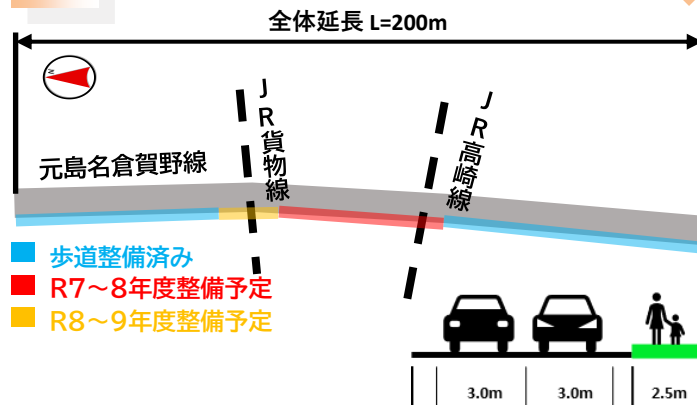 全体延長 L=200m
N
JR貨物線
JR高崎線
元島名倉賀野線
歩道整備済み
R7～8年度整備予定
R8～9年度整備予定
3.0m
3.0m
2.5m